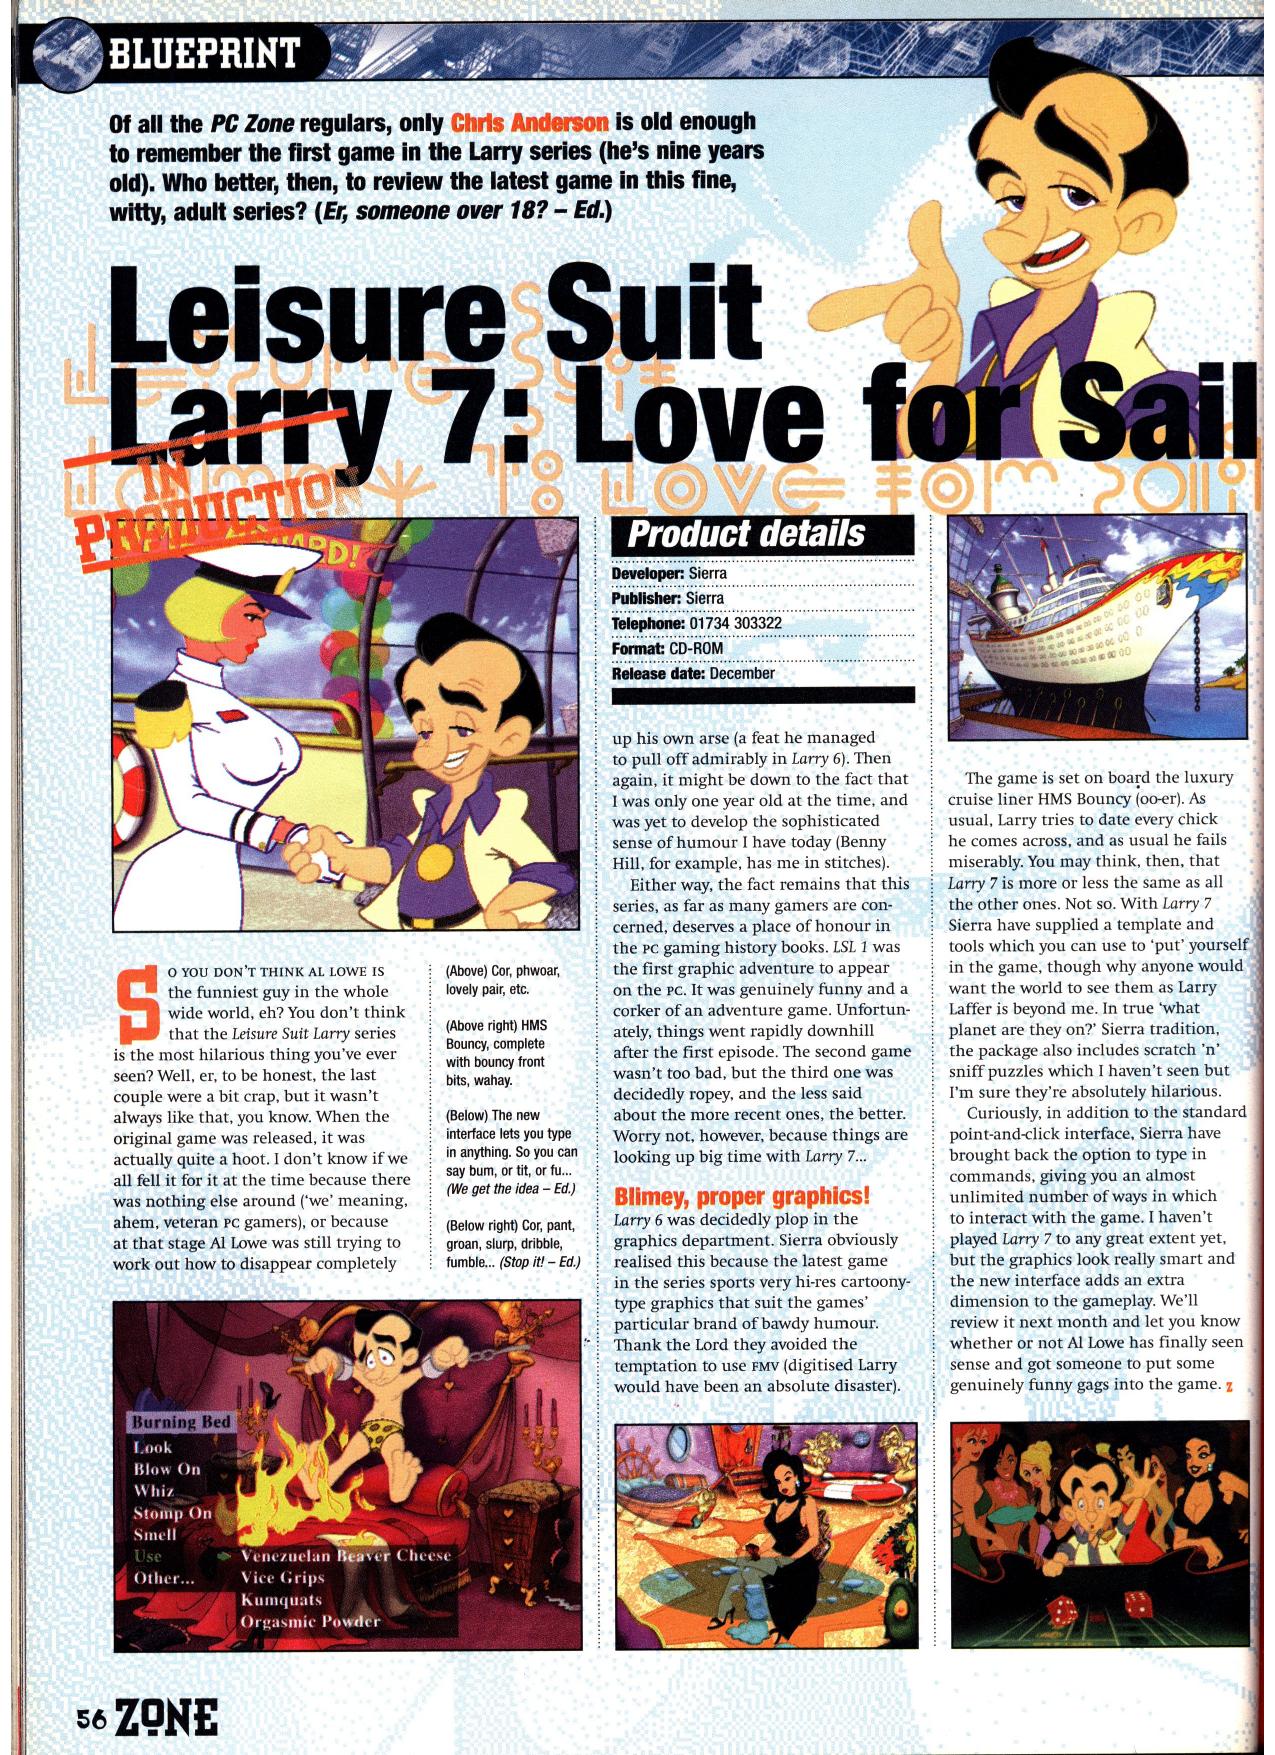 BLUEPRINT
Of all the PC Zone regulars, only Chris Anderson is old enough
to remember the first game in the Larry series (he's nine years
old). Who better, then, to review the latest game in this fine,
witty, adult series? (Er, someone over 18? – Ed.)
Leisure Suit
Larry 7: Love for Sail
IN
PRODUCTION
SO YOU DON'T THINK AL LOWE IS
the funniest guy in the whole
wide world, eh? You don't think
that the Leisure Suit Larry series
is the most hilarious thing you've ever
seen? Well, er, to be honest, the last
couple were a bit crap, but it wasn't
always like that, you know. When the
original game was released, it was
actually quite a hoot. I don't know if we
all fell it for it at the time because there
was nothing else around ('we' meaning,
ahem, veteran PC gamers), or because
at that stage Al Lowe was still trying to
work out how to disappear completely
(Above) Cor, phwoar,
lovely pair, etc.
(Above right) HMS
Bouncy, complete
with bouncy front
bits, wahay.
(Below) The new
interface lets you type
in anything. So you can
say bum, or tit, or fu...
(We get the idea – Ed.)
(Below right) Cor, pant,
groan, slurp, dribble,
fumble... (Stop it! – Ed.)
Product details
Developer: Sierra
Publisher: Sierra
Telephone: 01734 303322
Format: CD-ROM
Release date: December
up his own arse (a feat he managed
to pull off admirably in Larry 6). Then
again, it might be down to the fact that
I was only one year old at the time, and
was yet to develop the sophisticated
sense of humour I have today (Benny
Hill, for example, has me in stitches).
Either way, the fact remains that this
series, as far as many gamers are con-
cerned, deserves a place of honour in
the PC gaming history books. LSL 1 was
the first graphic adventure to appear
on the PC. It was genuinely funny and a
corker of an adventure game. Unfortun-
ately, things went rapidly downhill
after the first episode. The second game
wasn't too bad, but the third one was
decidedly ropey, and the less said
about the more recent ones, the better.
Worry not, however, because things are
looking up big time with Larry 7...
Blimey, proper graphics!
Larry 6 was decidedly plop in the
graphics department. Sierra obviously
realised this because the latest game
in the series sports very hi-res cartoony-
type graphics that suit the games'
particular brand of bawdy humour.
Thank the Lord they avoided the
temptation to use FMV (digitised Larry
would have been an absolute disaster).
The game is set on board the luxury
cruise liner HMS Bouncy (oo-er). As
usual, Larry tries to date every chick
he comes across, and as usual he fails
miserably. You may think, then, that
Larry 7 is more or less the same as all
the other ones. Not so. With Larry 7
Sierra have supplied a template and
tools which you can use to 'put' yourself
in the game, though why anyone would
want the world to see them as Larry
Laffer is beyond me. In true 'what
planet are they on?' Sierra tradition,
the package also includes scratch 'n'
sniff puzzles which I haven't seen but
I'm sure they're absolutely hilarious.
Curiously, in addition to the standard
point-and-click interface, Sierra have
brought back the option to type in
commands, giving you an almost
unlimited number of ways in which
to interact with the game. I haven't
played Larry 7 to any great extent yet,
but the graphics look really smart and
the new interface adds an extra
dimension to the gameplay. We'll
review it next month and let you know
whether or not Al Lowe has finally seen
sense and got someone to put some
genuinely funny gags into the game. Z
Burning Bed
Look
Blow On
Whiz
Stomp On
Smell
Use
Other...
Venezuelan Beaver Cheese
Vice Grips
Kumquats
Orgasmic Powder
56 ZONE